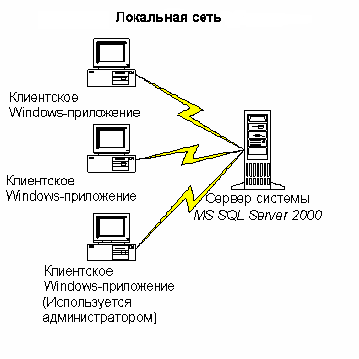 Локальная сеть
Клиентское
Windows-приложение
Клиентское
Windows-приложение
Сервер системы
MS SQL Server 2000
Клиентское
Windows-приложение
(Используется
администратором)